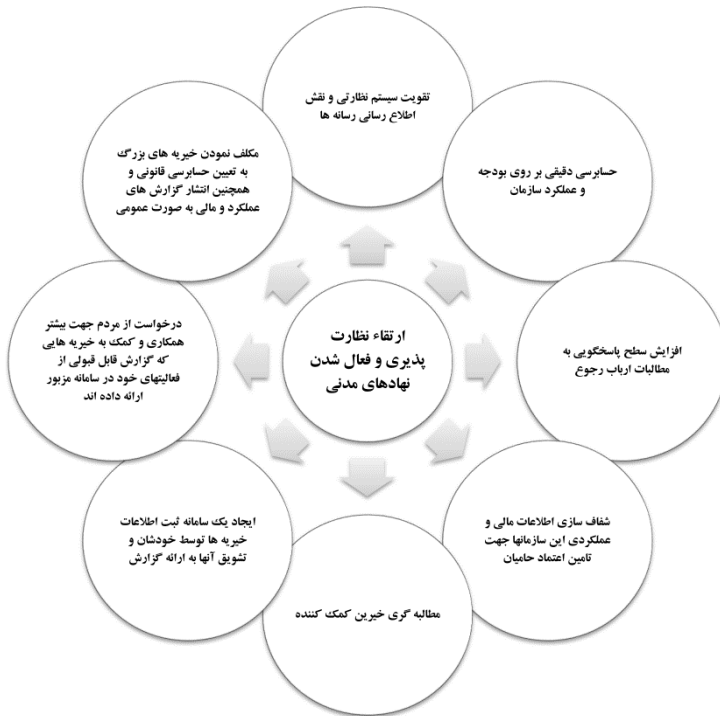 تقویت سیستم نظارتی و نقش
اطلاع رسانی رسانه ها
حسابرسی دقیقی بر روی بودجه
و عملکرد سازمان
افزایش سطح پاسخگویی به
مطالبات ارباب رجوع
شفاف سازی اطلاعات مالی و
عملکردی این سازمانها جهت
تامین اعتماد حامیان
مطالبه گری خیرین کمک کننده
ایجاد یک سامانه ثبت اطلاعات
خیریه ها توسط خودشان و
تشویق آنها به ارائه گزارش
درخواست از مردم جهت بیشتر
همکاری و کمک به خیریه هایی
که گزارش قابل قبولی از
فعالیتهای خود در سامانه مزبور
ارائه داده اند
مکلف نمودن خیریه های بزرگ
به تعیین حسابرسی قانونی و
همچنین انتشار گزارش های
عملکرد و مالی به صورت عمومی
ارتقاء نظارت
پذیری و فعال شدن
نهادهای مدنی